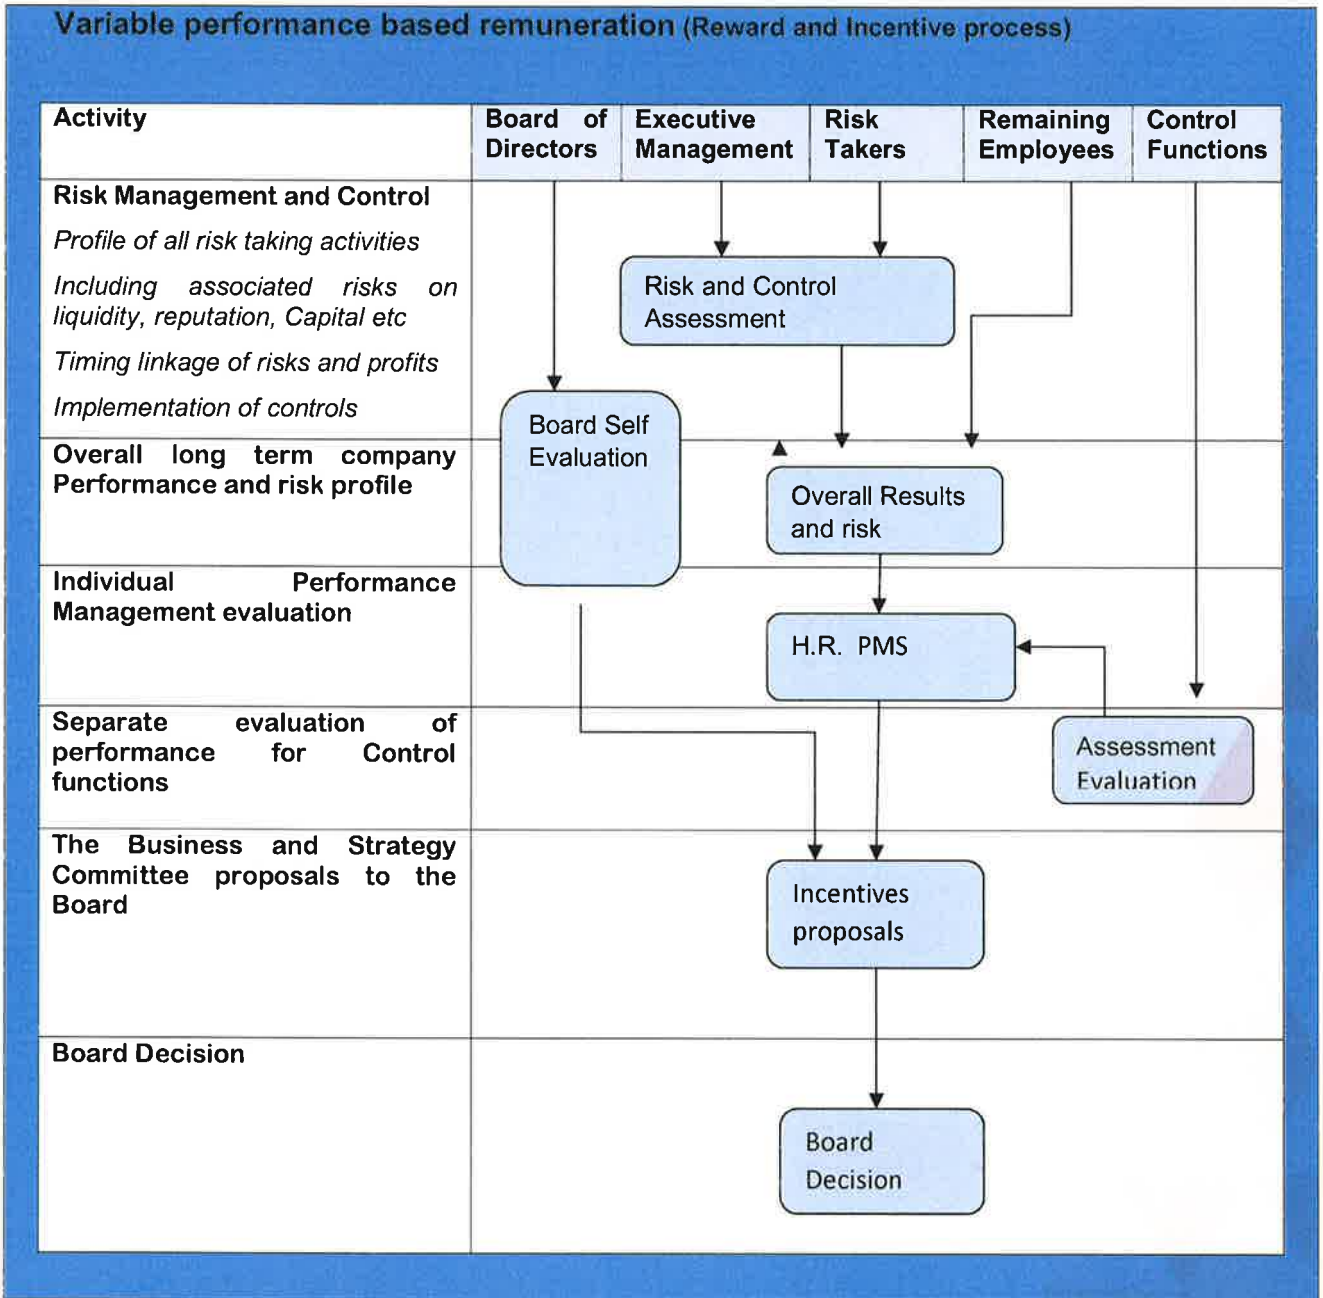 Variable performance based remuneration (Reward and Incentive process)
Activity
Board of
Directors
Executive
Management
Risk
Takers
Remaining
Employees
Control
Functions
Risk Management and Control
Profile of all risk taking activities
Including associated risks on
liquidity, reputation, Capital etc
Timing linkage of risks and profits
Implementation of controls
Risk and Control
Assessment
Board Self
Evaluation
Overall long term company
Performance and risk profile
Overall Results
and risk
Individual Performance
Management evaluation
H.R. PMS
Separate evaluation of
performance for Control
functions
Assessment
Evaluation
The Business and Strategy
Committee proposals to the
Board
Incentives
proposals
Board Decision
Board
Decision